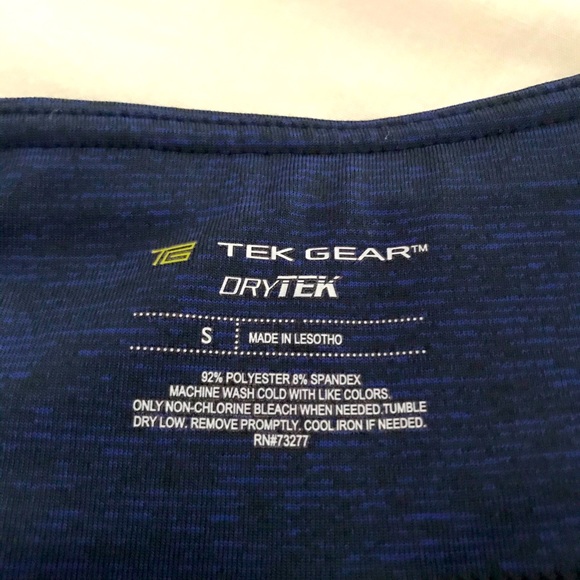 TG TEK GEAR™
DRYTEK
S MADE IN LESOTHO
92% POLYESTER 8% SPANDEX
MACHINE WASH COLD WITH LIKE COLORS.
ONLY NON-CHLORINE BLEACH WHEN NEEDED.TUMBLE
DRY LOW. REMOVE PROMPTLY. COOL IRON IF NEEDED.
RN#73277